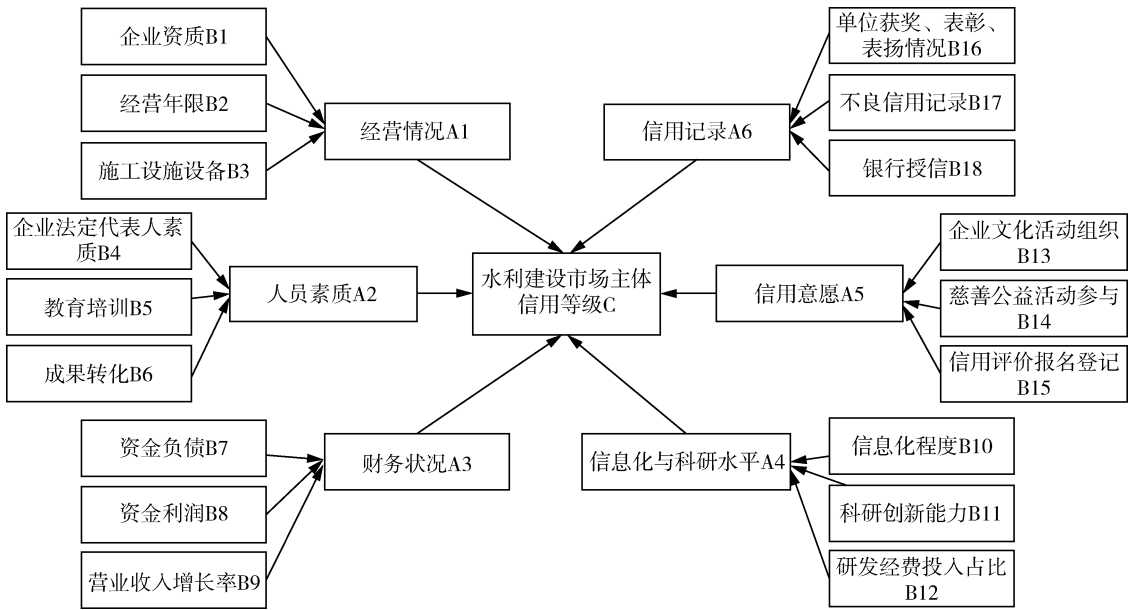 企业资质B1
经营年限B2
施工设施设备B3
经营情况A1
企业法定代表人素
质B4
教育培训B5
成果转化B6
人员素质A2
资金负债B7
资金利润B8
营业收入增长率B9
财务状况A3
水利建设市场主体
信用等级C
单位获奖、表彰、
表扬情况B16
不良信用记录B17
银行授信B18
信用记录A6
企业文化活动组织
B13
慈善公益活动参与
B14
信用评价报名登记
B15
信用意愿A5
信息化程度B10
科研创新能力B11
研发经费投入占比
B12
信息化与科研水平A4